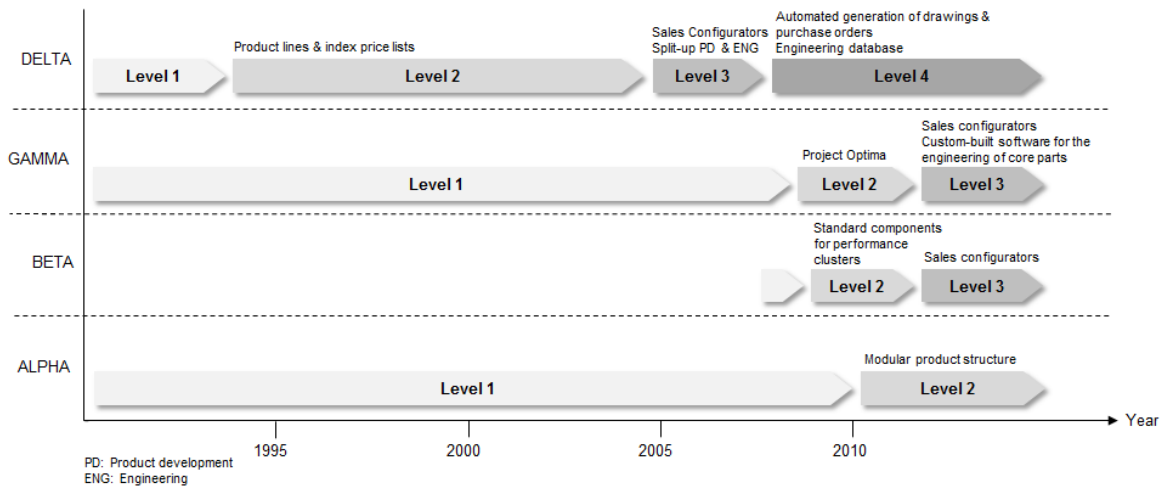 Automated generation of drawings &
Sales Configurators purchase orders
DELTA Product lines & index price lists Split-up PD & ENG Engineering database
Level 1 Level 2 Level 3 Level 4
Sales configurators
Custom-built software for the
GAMMA Project Optima engineering of core parts
Level 1 Level 2 Level 3
Standard components
for performance
BETA clusters Sales configurators
Level 2 Level 3
ALPHA Modular product structure
Level 1 Level 2
Year
1995 2000 2005 2010
PD: Product development
ENG: Engineering